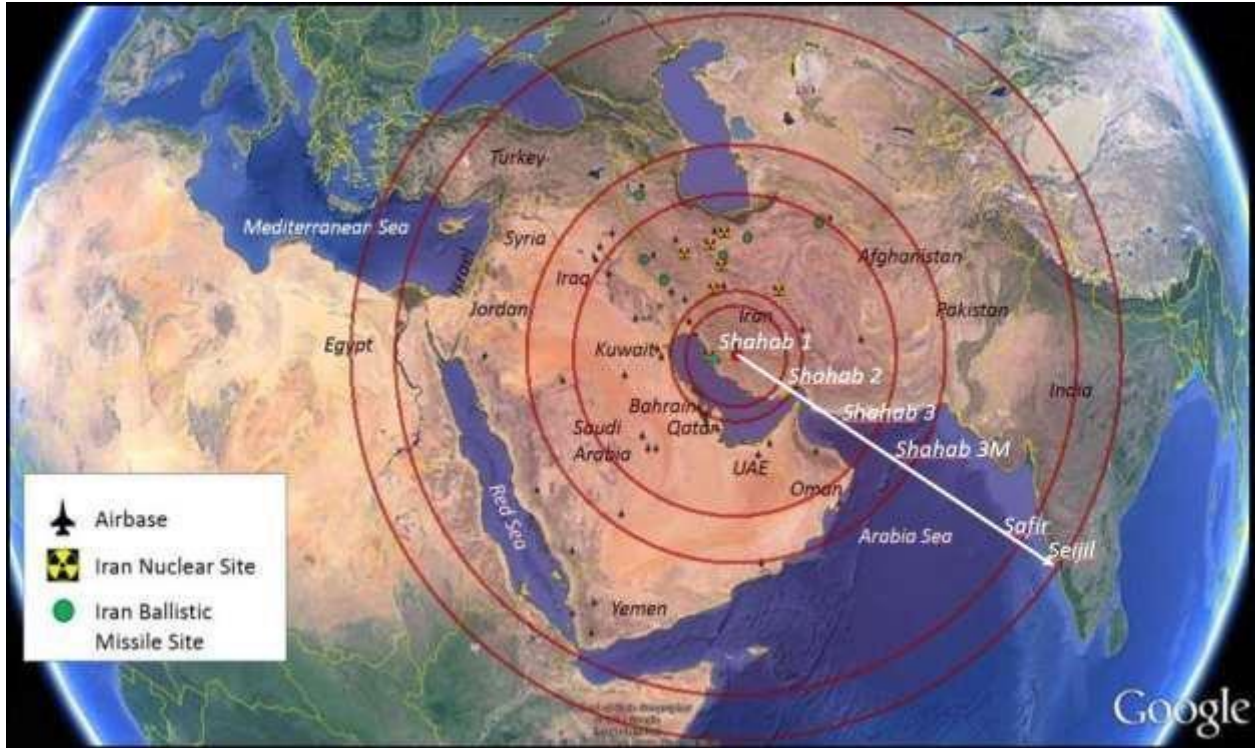 Turkey
Mediterranean Sea
Syria
Israel
Iraq
Afghanistan
Jordan
Iran
Pakistan
Egypt
Kuwait
Shahab 1
Shahab 2
India
Bahrain
Qatar
Shahab 3
Saudi
Arabia
Shahab 3M
UAE
Oman
Red Sea
Arabia Sea
Safir
Seijil
Yemen
Airbase
Iran Nuclear Site
Iran Ballistic
Missile Site
Google